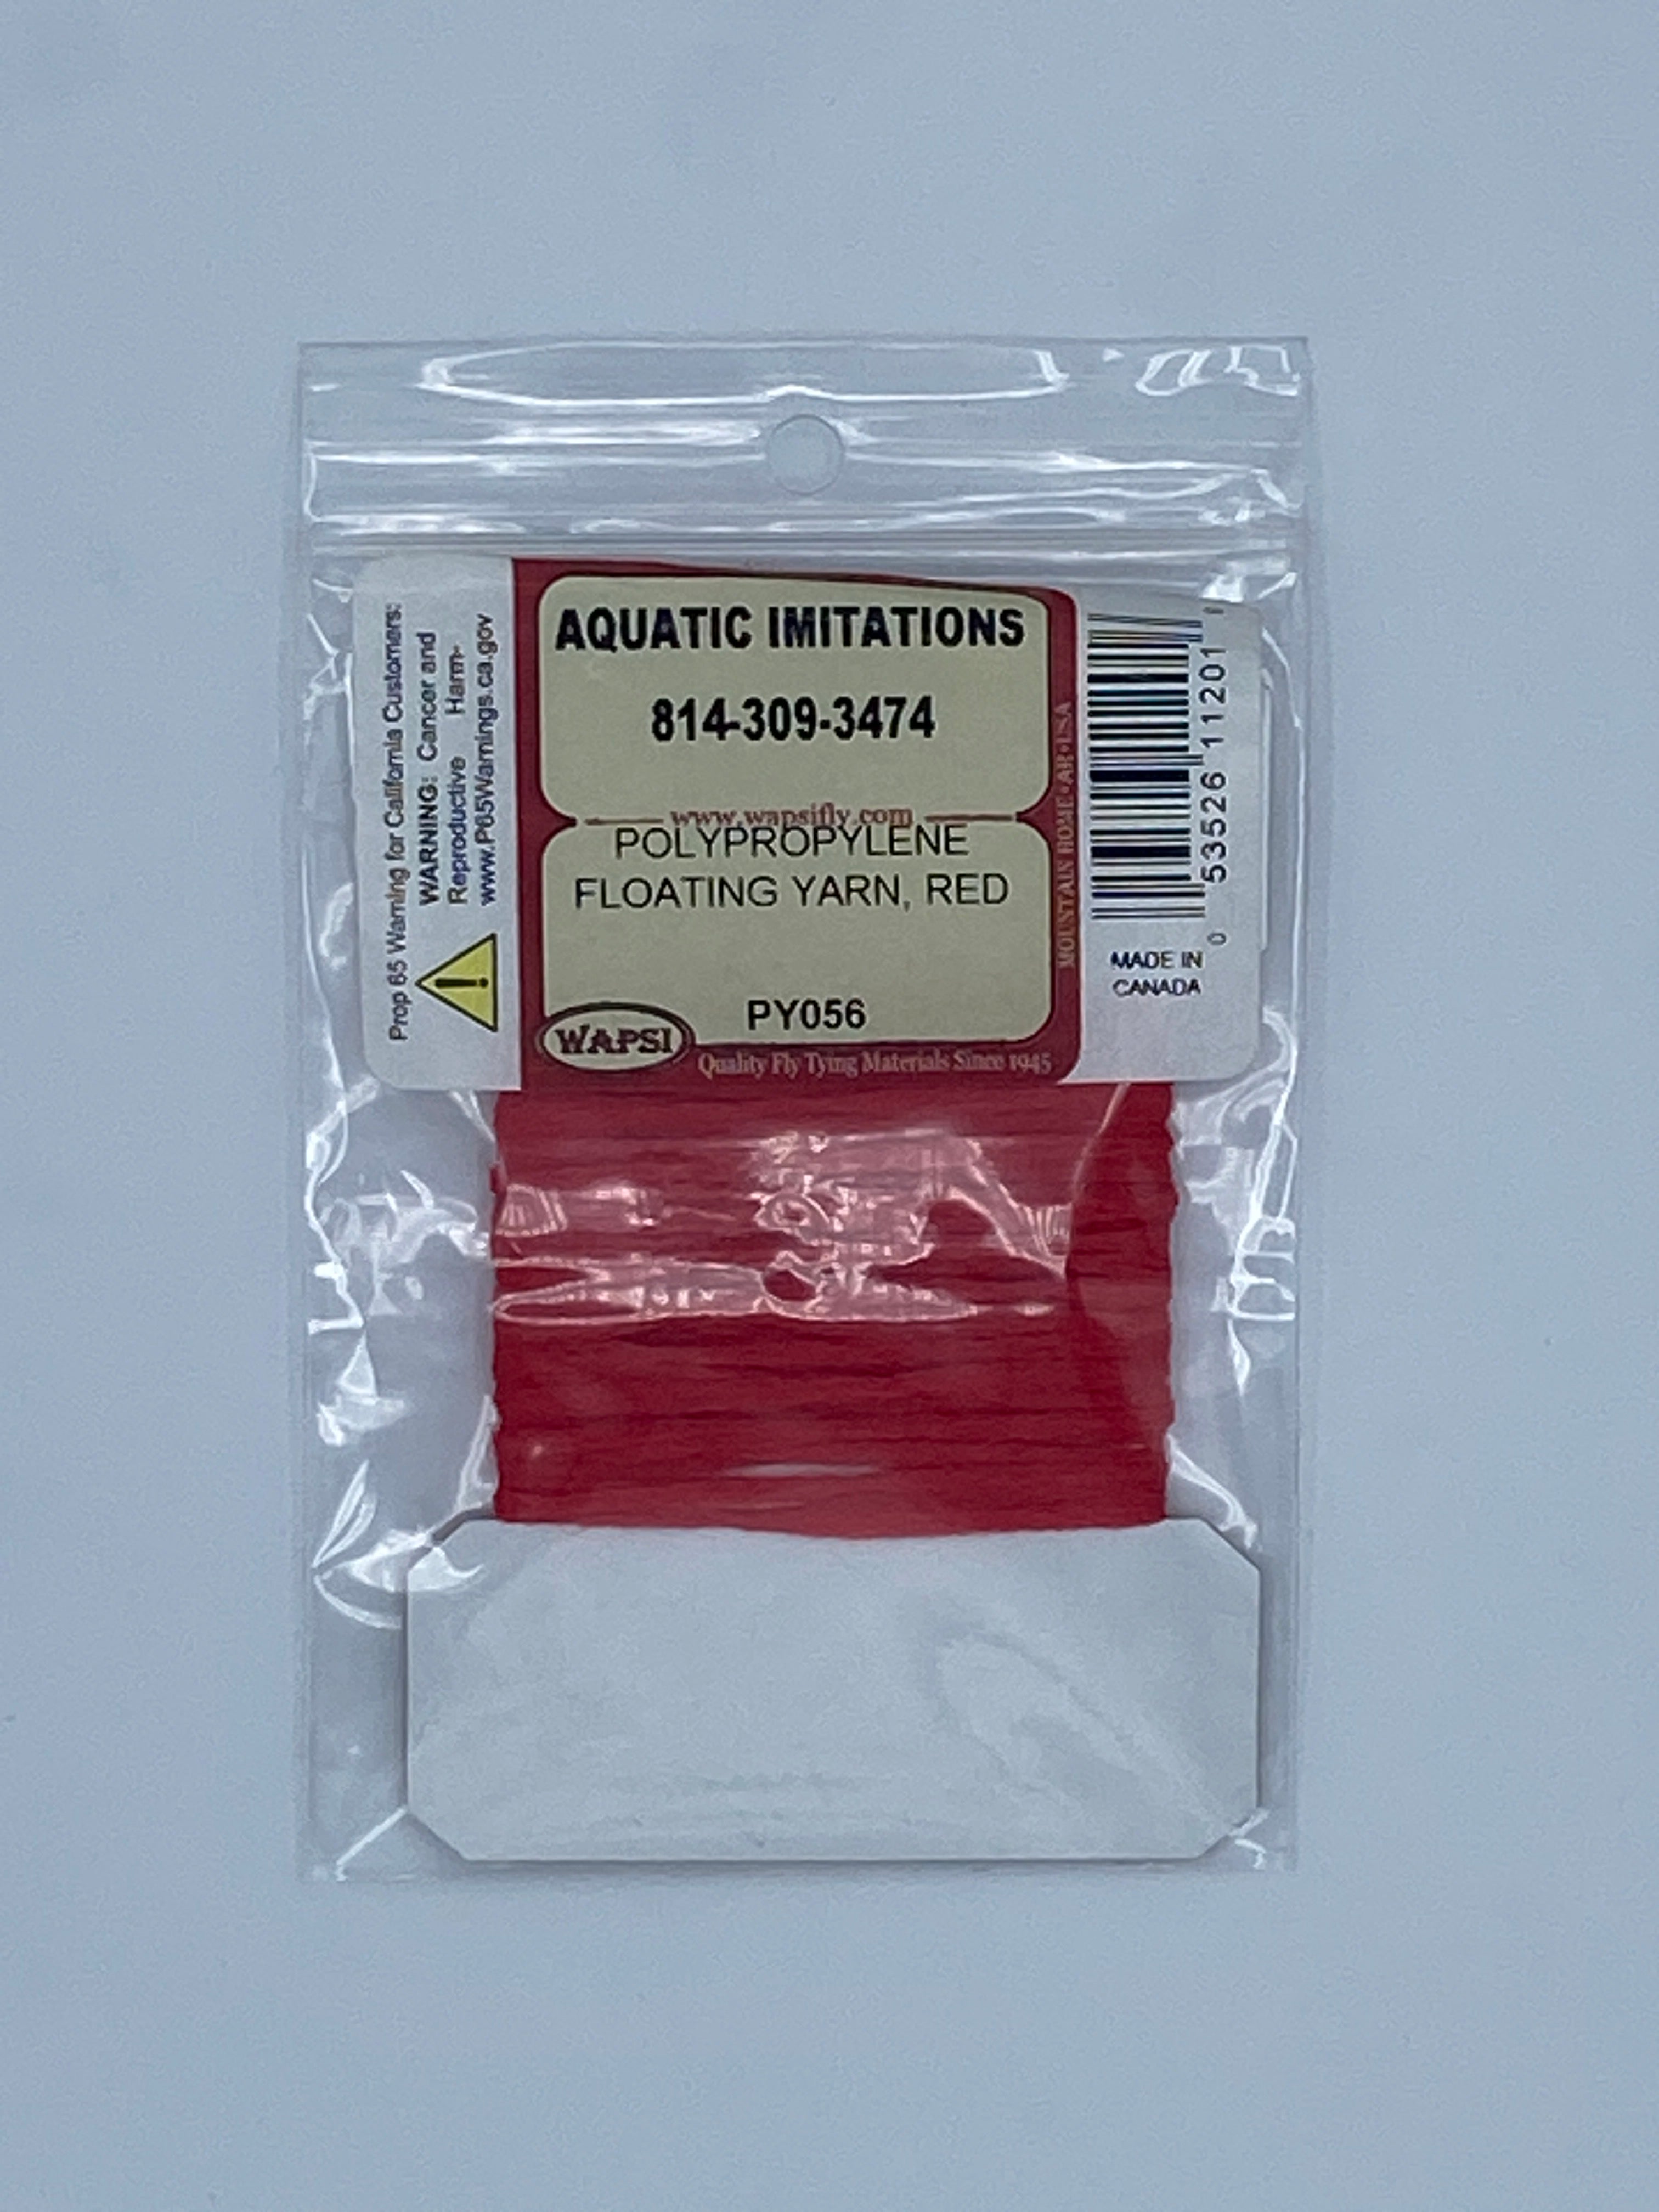 Prop 65 Warning for California Customers:
WARNING: Cancer and
Reproductive Harm-
www.P65Warnings.ca.gov
AQUATIC IMITATIONS
814-309-3474
www.wapsifly.com
POLYPROPYLENE
FLOATING YARN, RED
PY056
WAPSI
Quality Fly Tying Materials Since 1945
MOUNTAIN HOME • AR • USA
0 53526 11201
MADE IN
CANADA